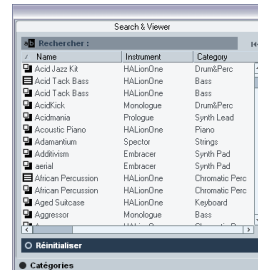 Search & Viewer
Rechercher :
Name Instrument Category
Acid Jazz Kit HALionOne Drum&Perc
Acid Tack Bass HALionOne Bass
Acid Tack Bass HALionOne Bass
AcidKick Monologue Drum&Perc
Acidmania Prologue Synth Lead
Acoustic Piano HALionOne Piano
Adamantium Spector Strings
Additivism Embracer Synth Pad
aerial Embracer Synth Pad
African Percussion HALionOne Chromatic Perc
African Percussion HALionOne Chromatic Perc
Aged Suitcase HALionOne Keyboard
Aggressor Monologue Bass
Réinitialiser
Catégories